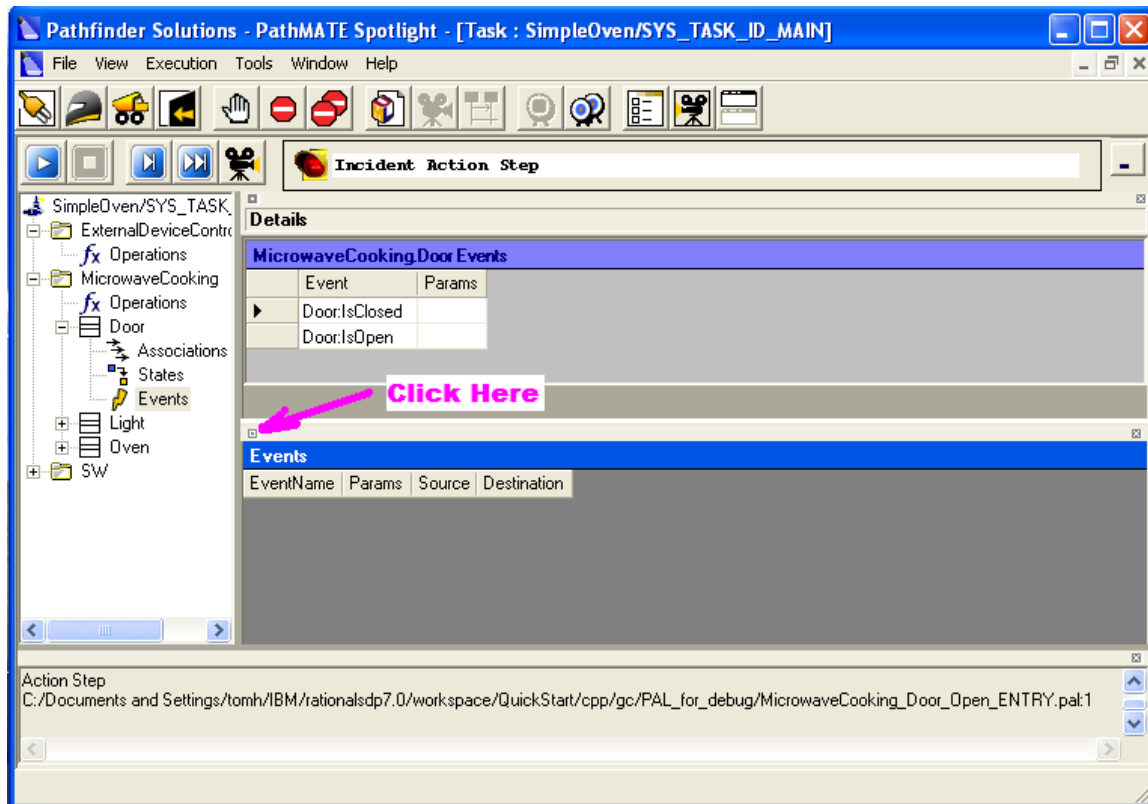 Pathfinder Solutions - PathMATE Spotlight - [Task : SimpleOven/SYS_TASK_ID_MAIN]
File View Execution Tools Window Help
Incident Action Step
SimpleOven/SYS_TASK_
ExternalDeviceContro
fx Operations
MicrowaveCooking
fx Operations
Door
Associations
States
Events
Light
Oven
SW
Details
MicrowaveCooking.Door Events
Event Params
Door:IsClosed
Door:IsOpen
Click Here
Events
EventName Params Source Destination
Action Step
C:/Documents and Settings/tomh/IBM/rationalsdp7.0/workspace/QuickStart/cpp/gc/PAL_for_debug/MicrowaveCooking_Door_Open_ENTRY.pal:1